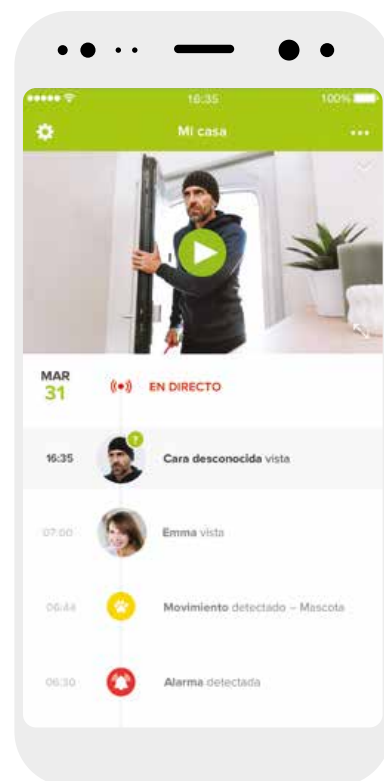 16:35
100%
Mi casa
MAR
31
EN DIRECTO
16:35
?
Cara desconocida vista
07:00
Emma vista
06:48
Movimiento detectado – Mascota
06:30
Alarma detectada